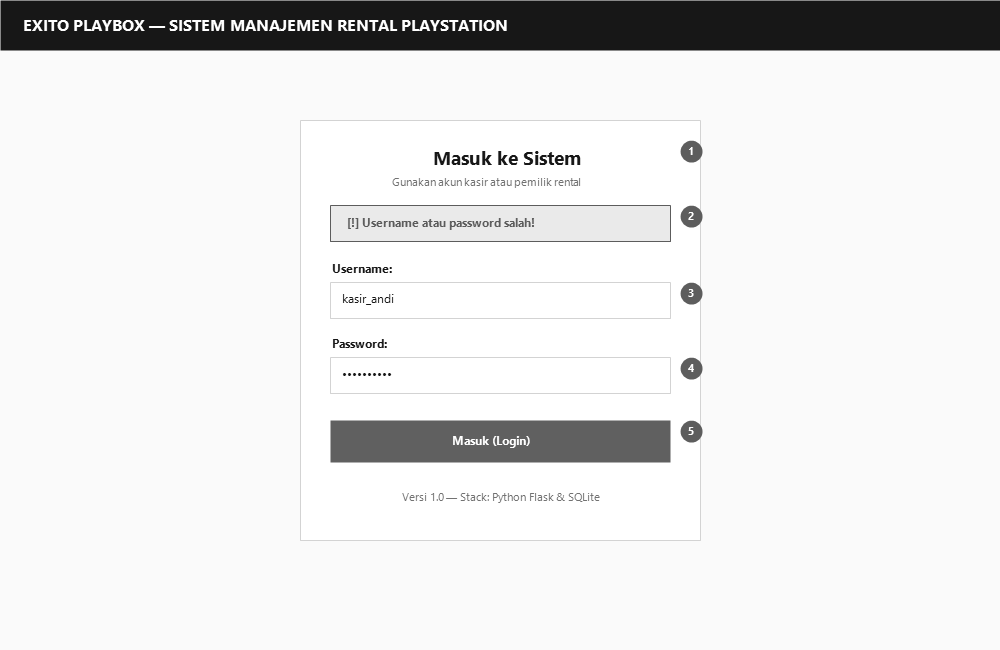 EXITO PLAYBOX — SISTEM MANAJEMEN RENTAL PLAYSTATION
Masuk ke Sistem
1
Gunakan akun kasir atau pemilik rental
[!] Username atau password salah!
2
Username:
kasir_andi
3
Password:
••••••••••
4
Masuk (Login)
5
Versi 1.0 — Stack: Python Flask & SQLite